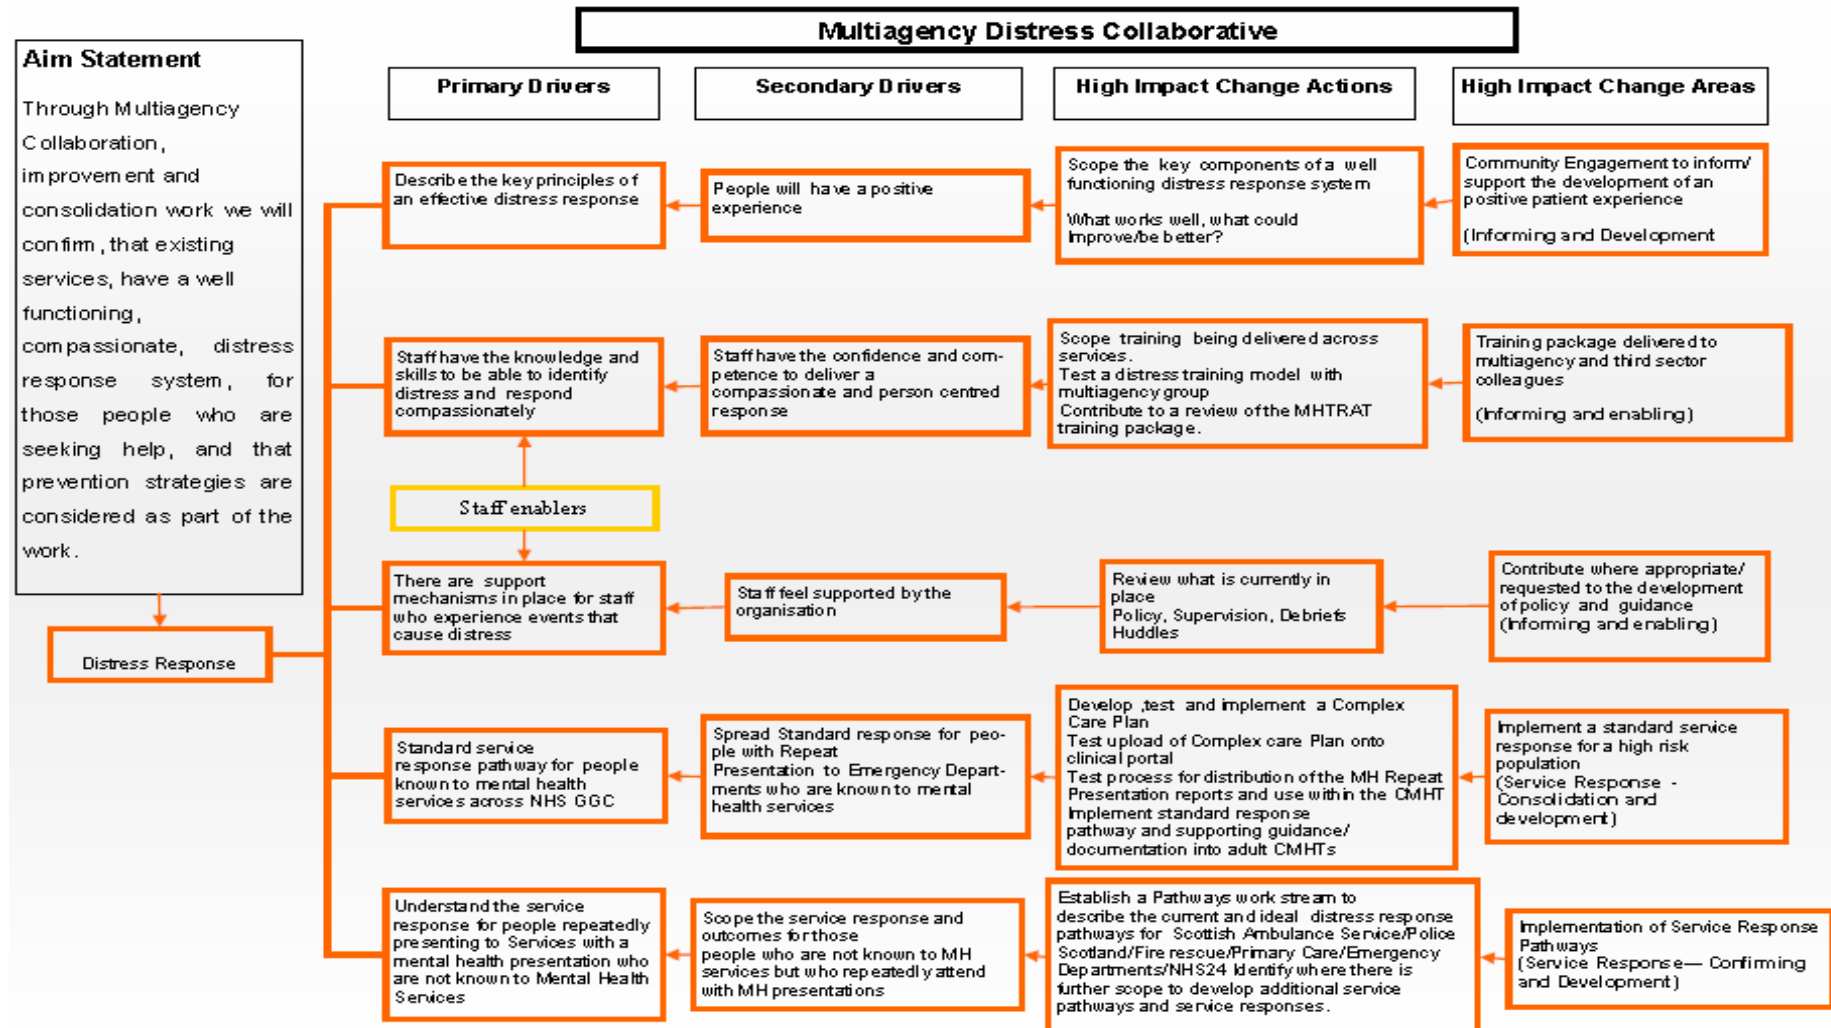 Multiagency Distress Collaborative
Aim Statement
Through Multiagency
Collaboration,
improvement and
consolidation work we will
confirm, that existing
services, have a well
functioning,
compassionate, distress
response system, for
those people who are
seeking help, and that
prevention strategies are
considered as part of the
work.
Distress Response
Primary Drivers
Secondary Drivers
High Impact Change Actions
High Impact Change Areas
Describe the key principles of
an effective distress response
People will have a positive
experience
Scope the key components of a well
functioning distress response system
What works well, what could
Improve/be better?
Community Engagement to inform/
support the development of an
positive patient experience
(Informing and Development
Staff have the knowledge and
skills to be able to identify
distress and respond
compassionately
Staff have the confidence and com-
petence to deliver a
compassionate and person centred
response
Scope training being delivered across
services.
Test a distress training model with
multiagency group
Contribute to a review of the MHTRAT
training package.
Training package delivered to
multiagency and third sector
colleagues
(Informing and enabling)
Staff enablers
There are support
mechanisms in place for staff
who experience events that
cause distress
Staff feel supported by the
organisation
Review what is currently in
place
Policy, Supervision, Debriefs
Huddles
Contribute where appropriate/
requested to the development
of policy and guidance
(Informing and enabling)
Standard service
response pathway for people
known to mental health
services across NHS GGC
Spread Standard response for peo-
ple with Repeat
Presentation to Emergency Depart-
ments who are known to mental
health services
Develop ,test and implement a Complex
Care Plan
Test upload of Complex care Plan onto
clinical portal
Test process for distribution of the MH Repeat
Presentation reports and use within the CMHT
Implement standard response
pathway and supporting guidance/
documentation into adult CMHTs
Implement a standard service
response for a high risk
population
(Service Response -
Consolidation and
development)
Understand the service
response for people repeatedly
presenting to Services with a
mental health presentation who
are not known to Mental Health
Services
Scope the service response and
outcomes for those
people who are not known to MH
services but who repeatedly attend
with MH presentations
Establish a Pathways work stream to
describe the current and ideal distress response
pathways for Scottish Ambulance Service/Police
Scotland/Fire rescue/Primary Care/Emergency
Departments/NHS24 Identify where there is
further scope to develop additional service
pathways and service responses.
Implementation of Service Response
Pathways
(Service Response— Confirming
and Development)